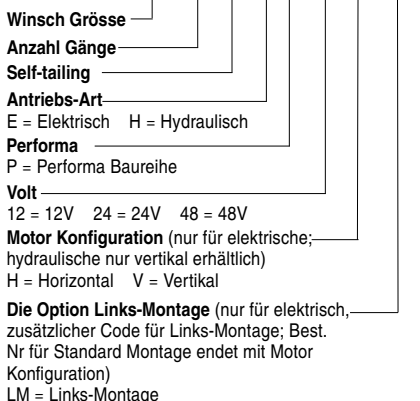 Winsch Grösse
Anzahl Gänge
Self-tailing
Antriebs-Art
E = Elektrisch H = Hydraulisch
Performa
P = Performa Baureihe
Volt
12 = 12V 24 = 24V 48 = 48V
Motor Konfiguration (nur für elektrische;
hydraulische nur vertikal erhältlich)
H = Horizontal V = Vertikal
Die Option Links-Montage (nur für elektrisch,
zusätzlicher Code für Links-Montage; Best.
Nr für Standard Montage endet mit Motor
Konfiguration)
LM = Links-Montage